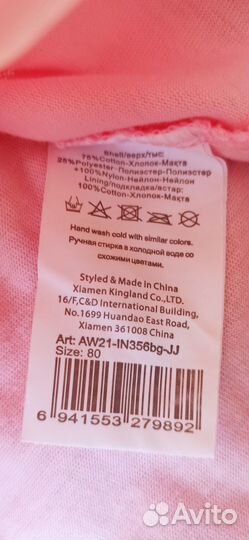 Shell/верх/тыс:
75%Cotton-Хлопок-Мақта
25%Polyester-Полиэстер-Полиэстер
+100%Nylon-Нейлон-Нейлон
Lining/подкладка/астар:
100%Cotton-Хлопок-Мақта
Hand wash cold with similar colors.
Ручная стирка в холодной воде со
схожими цветами.
Styled & Made in China
Xiamen Kingland Co.,LTD.
16/F,C&D International Building,
No.1699 Huandao East Road,
Xiamen 361008 China
Art: AW21-IN356bg-JJ
Size: 80
6 941553 279892
Avito